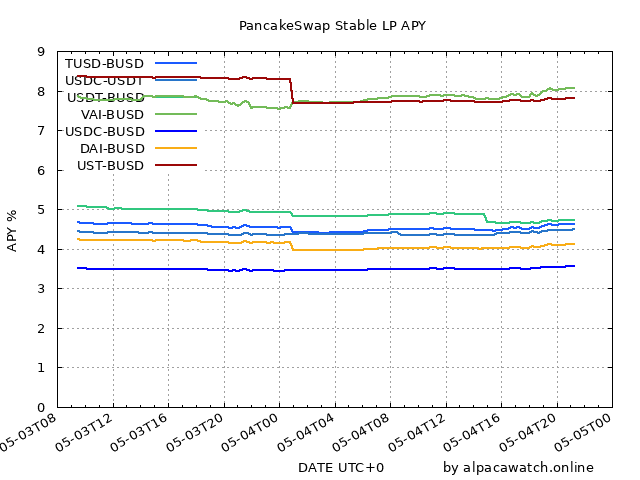 PancakeSwap Stable LP APY
9
8
7
6
5
4
3
2
1
0
APY %
TUSD-BUSD
USDC-USDT
USDT-BUSD
VAI-BUSD
USDC-BUSD
DAI-BUSD
UST-BUSD
05-03T08
05-03T12
05-03T16
05-03T20
05-04T00
05-04T04
05-04T08
05-04T12
05-04T16
05-04T20
05-05T00
DATE UTC+0
by alpacawatch.online